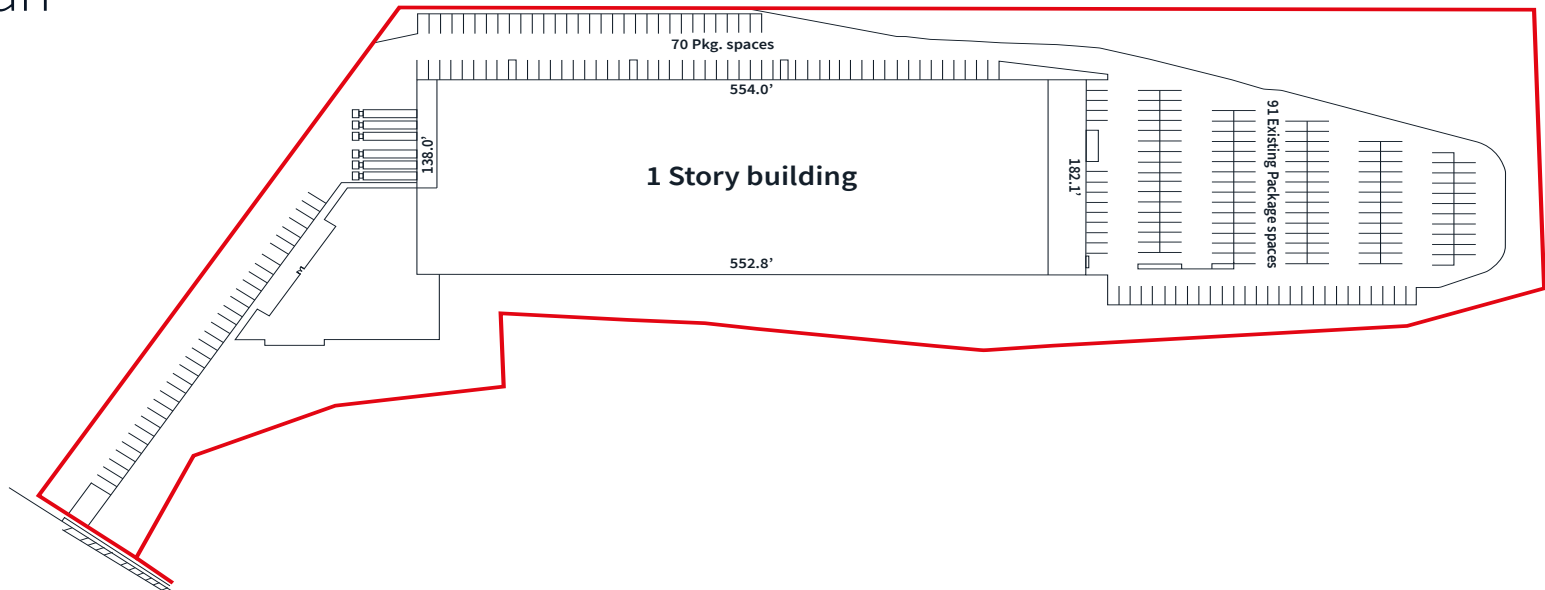 70 Pkg. spaces
554.0’
138.0’
1 Story building
182.1’
91 Existing Package spaces
552.8’